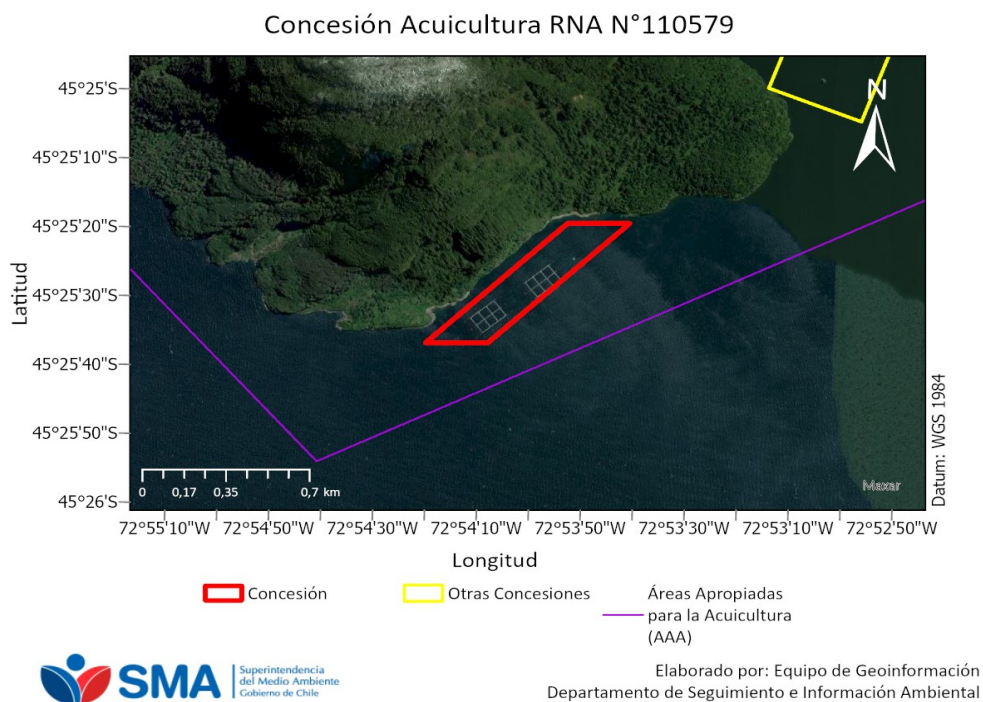 Concesión Acuicultura RNA N°110579
45°25'S
45°25'10"S
45°25'20"S
45°25'30"S
45°25'40"S
45°25'50"S
45°26'S
Latitud
N
Datum: WGS 1984
Maxar
0 0,17 0,35 0,7 km
72°55'10"W 72°54'50"W 72°54'30"W 72°54'10"W 72°53'50"W 72°53'30"W 72°53'10"W 72°52'50"W
Longitud
Concesión
Otras Concesiones
Áreas Apropiadas
para la Acuicultura
(AAA)
SMA
Superintendencia
del Medio Ambiente
Gobierno de Chile
Elaborado por: Equipo de Geoinformación
Departamento de Seguimiento e Información Ambiental